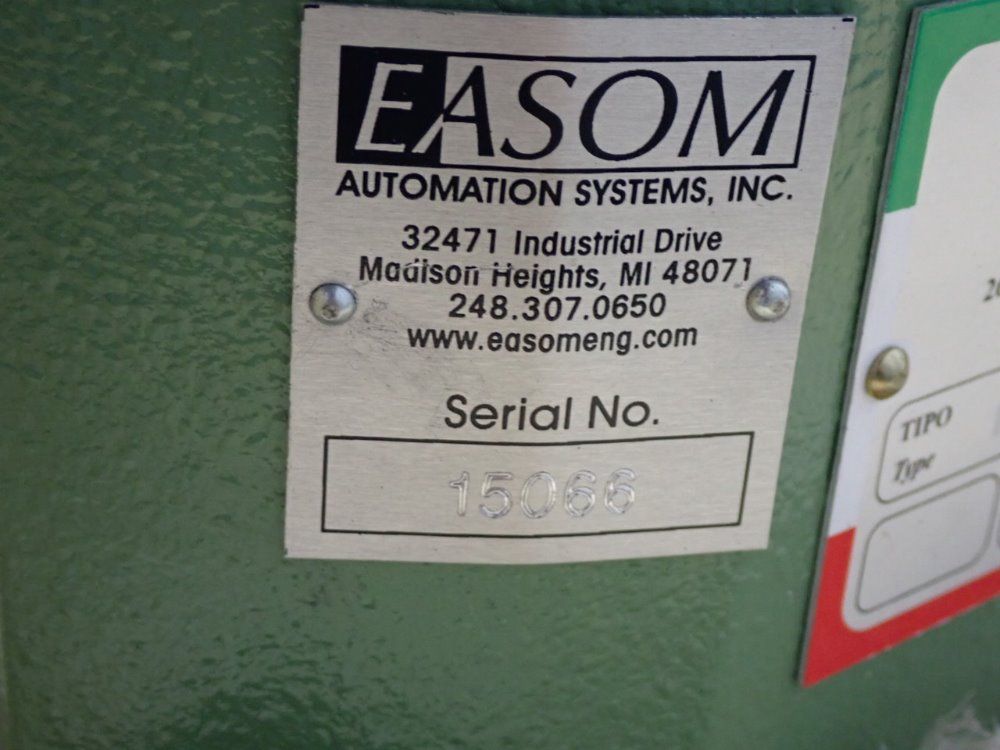 EASOM
AUTOMATION SYSTEMS, INC.
32471 Industrial Drive
Madison Heights, MI 48071
248.307.0650
www.easomeng.com
Serial No.
15066
TIPO
Type